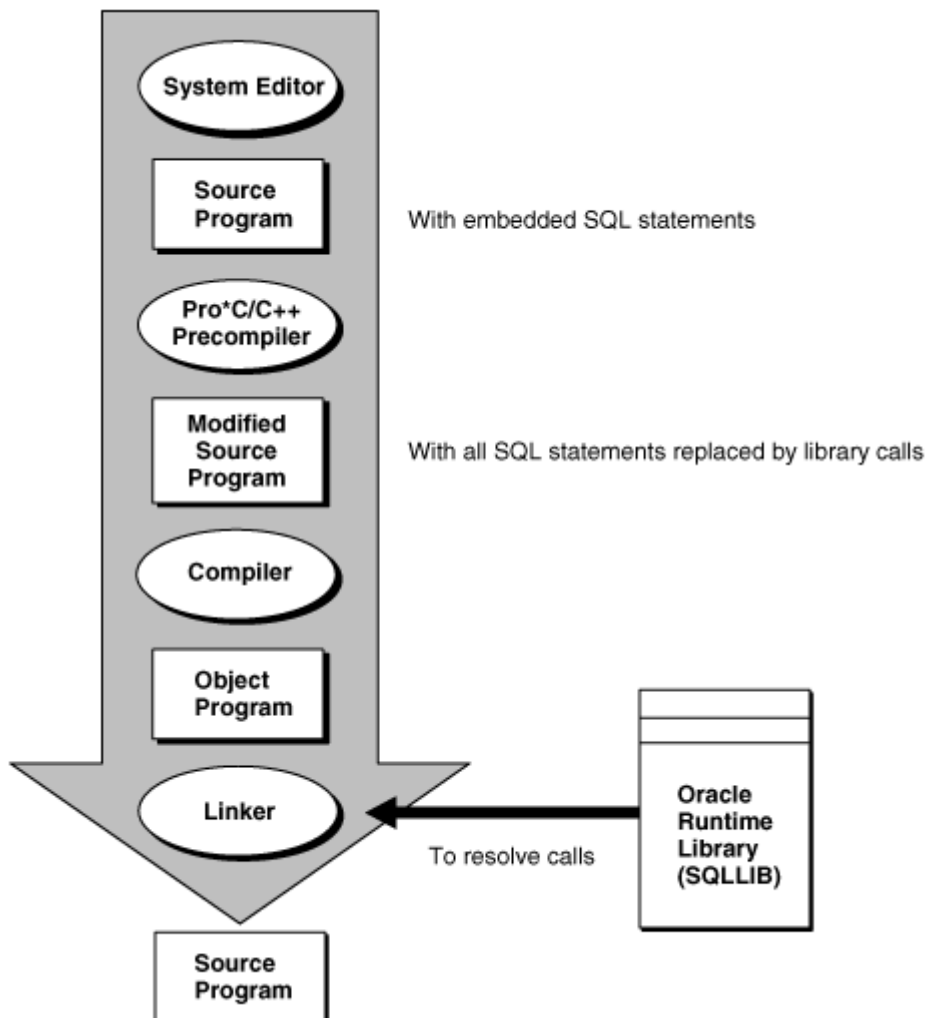 System Editor
Source
Program
With embedded SQL statements
Pro*C/C++
Precompiler
Modified
Source
Program
With all SQL statements replaced by library calls
Compiler
Object
Program
Linker
To resolve calls
Oracle
Runtime
Library
(SQLLIB)
Source
Program